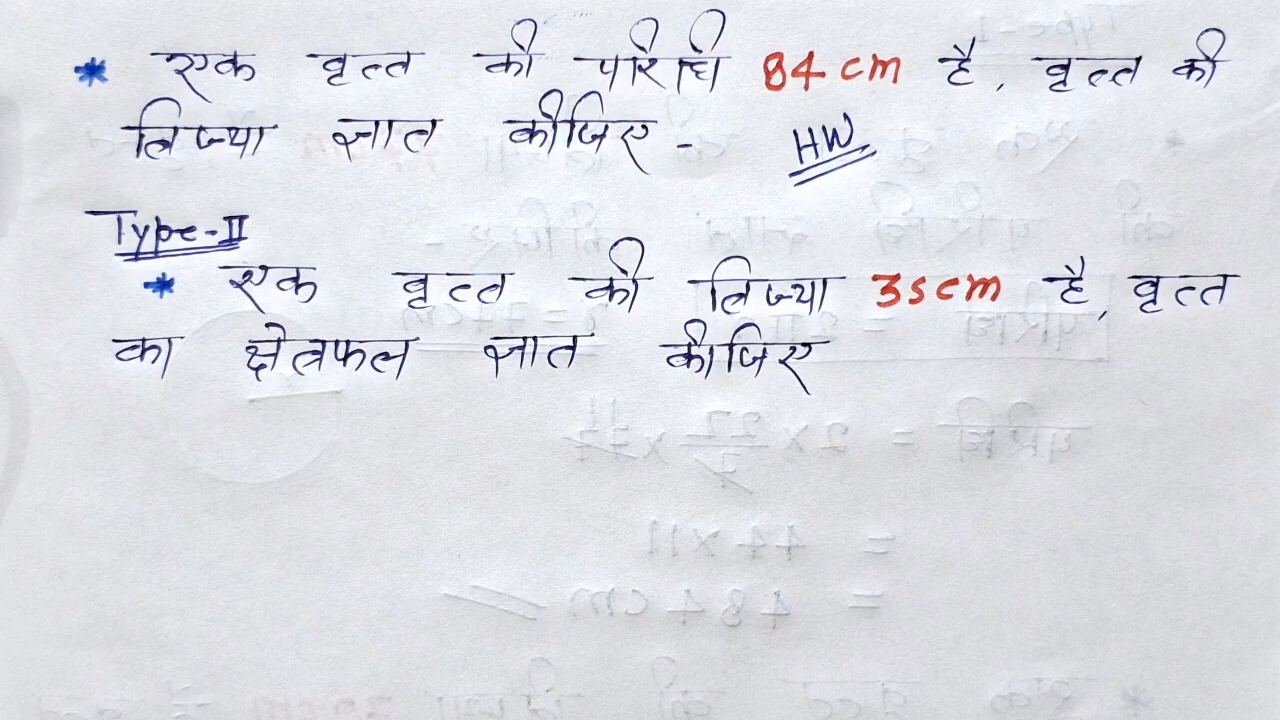 * एक वृत्त की परिधि 84 cm है, वृत्त की
त्रिज्या ज्ञात कीजिए -
HW
Type-II
* एक वृत्त की त्रिज्या 35 cm है, वृत्त
का क्षेत्रफल ज्ञात कीजिए